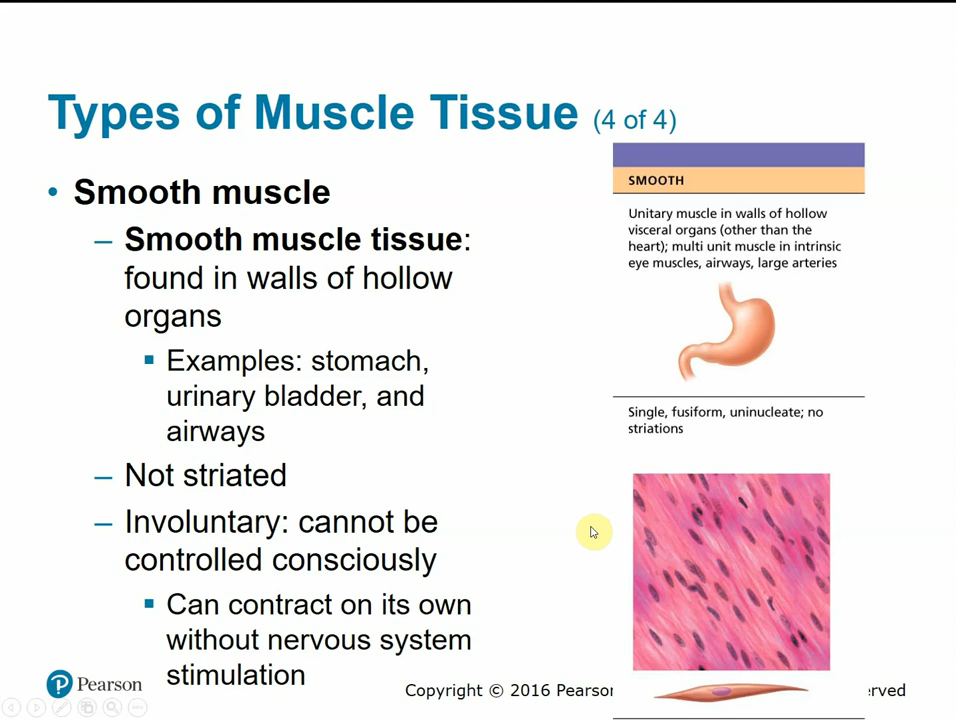 Types of Muscle Tissue (4 of 4)
• Smooth muscle
– Smooth muscle tissue:
found in walls of hollow
organs
▪ Examples: stomach,
urinary bladder, and
airways
– Not striated
– Involuntary: cannot be
controlled consciously
▪ Can contract on its own
without nervous system
stimulation
SMOOTH
Unitary muscle in walls of hollow
visceral organs (other than the
heart); multi unit muscle in intrinsic
eye muscles, airways, large arteries
Single, fusiform, uninucleate; no
striations
P Pearson
Copyright © 2016 Pearson